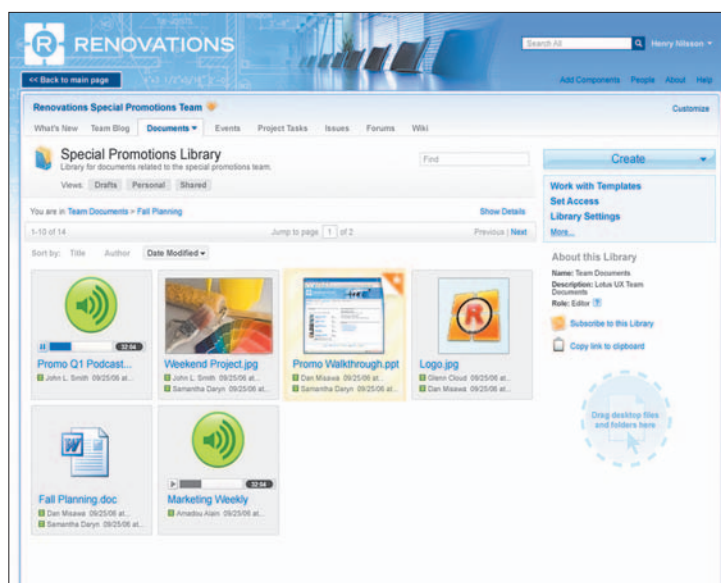 R RENOVATIONS
Search All
Henry Nilsson
<< Back to main page
Add Components People About Help
Renovations Special Promotions Team
Customize
What's New Team Blog Documents Events Project Tasks Issues Forums Wiki
Special Promotions Library
Library for documents related to the special promotions team.
Find
Create
Views: Drafts Personal Shared
Work with Templates
Set Access
Library Settings
More...
You are in Team Documents > Fall Planning
Show Details
1-10 of 14
Jump to page 1 of 2
Previous | Next
Sort by: Title Author Date Modified
About this Library
Name: Team Documents
Description: Lotus UX Team Documents
Role: Editor ?
Subscribe to this Library
Copy link to clipboard
Drag desktop files
and folders here
32:04
Promo Q1 Podcast...
John L. Smith 09/25/06 at...
Weekend Project.jpg
John L. Smith 09/25/06 at...
Samantha Daryn 09/25/06 at...
Promo Walkthrough.ppt
Dan Misawa 09/25/06 at...
Samantha Daryn 09/25/06 at...
R
Logo.jpg
Glenn Cloud 09/25/06 at...
Dan Misawa 09/25/06 at...
W
Fall Planning.doc
Dan Misawa 09/25/06 at...
Samantha Daryn 09/25/06 at...
32:04
Marketing Weekly
Amadou Alain 09/25/06 at...